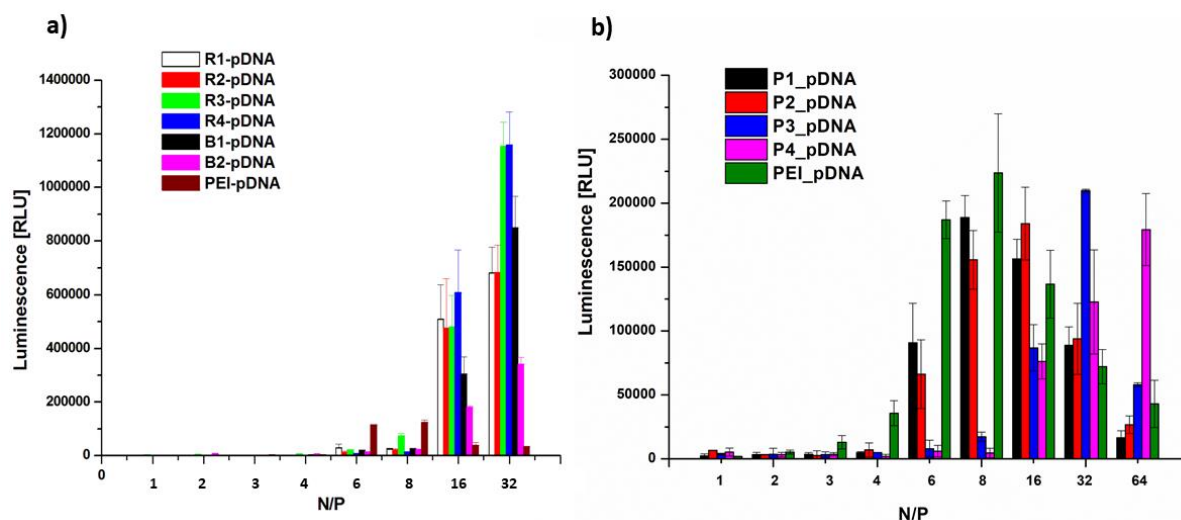 a)
R1-pDNA
R2-pDNA
R3-pDNA
R4-pDNA
B1-pDNA
B2-pDNA
PEI-pDNA
Luminescence [RLU]
1400000
1200000
1000000
800000
600000
400000
200000
0
0 1 2 3 4 6 8 16 32
N/P
b)
P1_pDNA
P2_pDNA
P3_pDNA
P4_pDNA
PEI_pDNA
Luminescence [RLU]
300000
250000
200000
150000
100000
50000
0
1 2 3 4 6 8 16 32 64
N/P